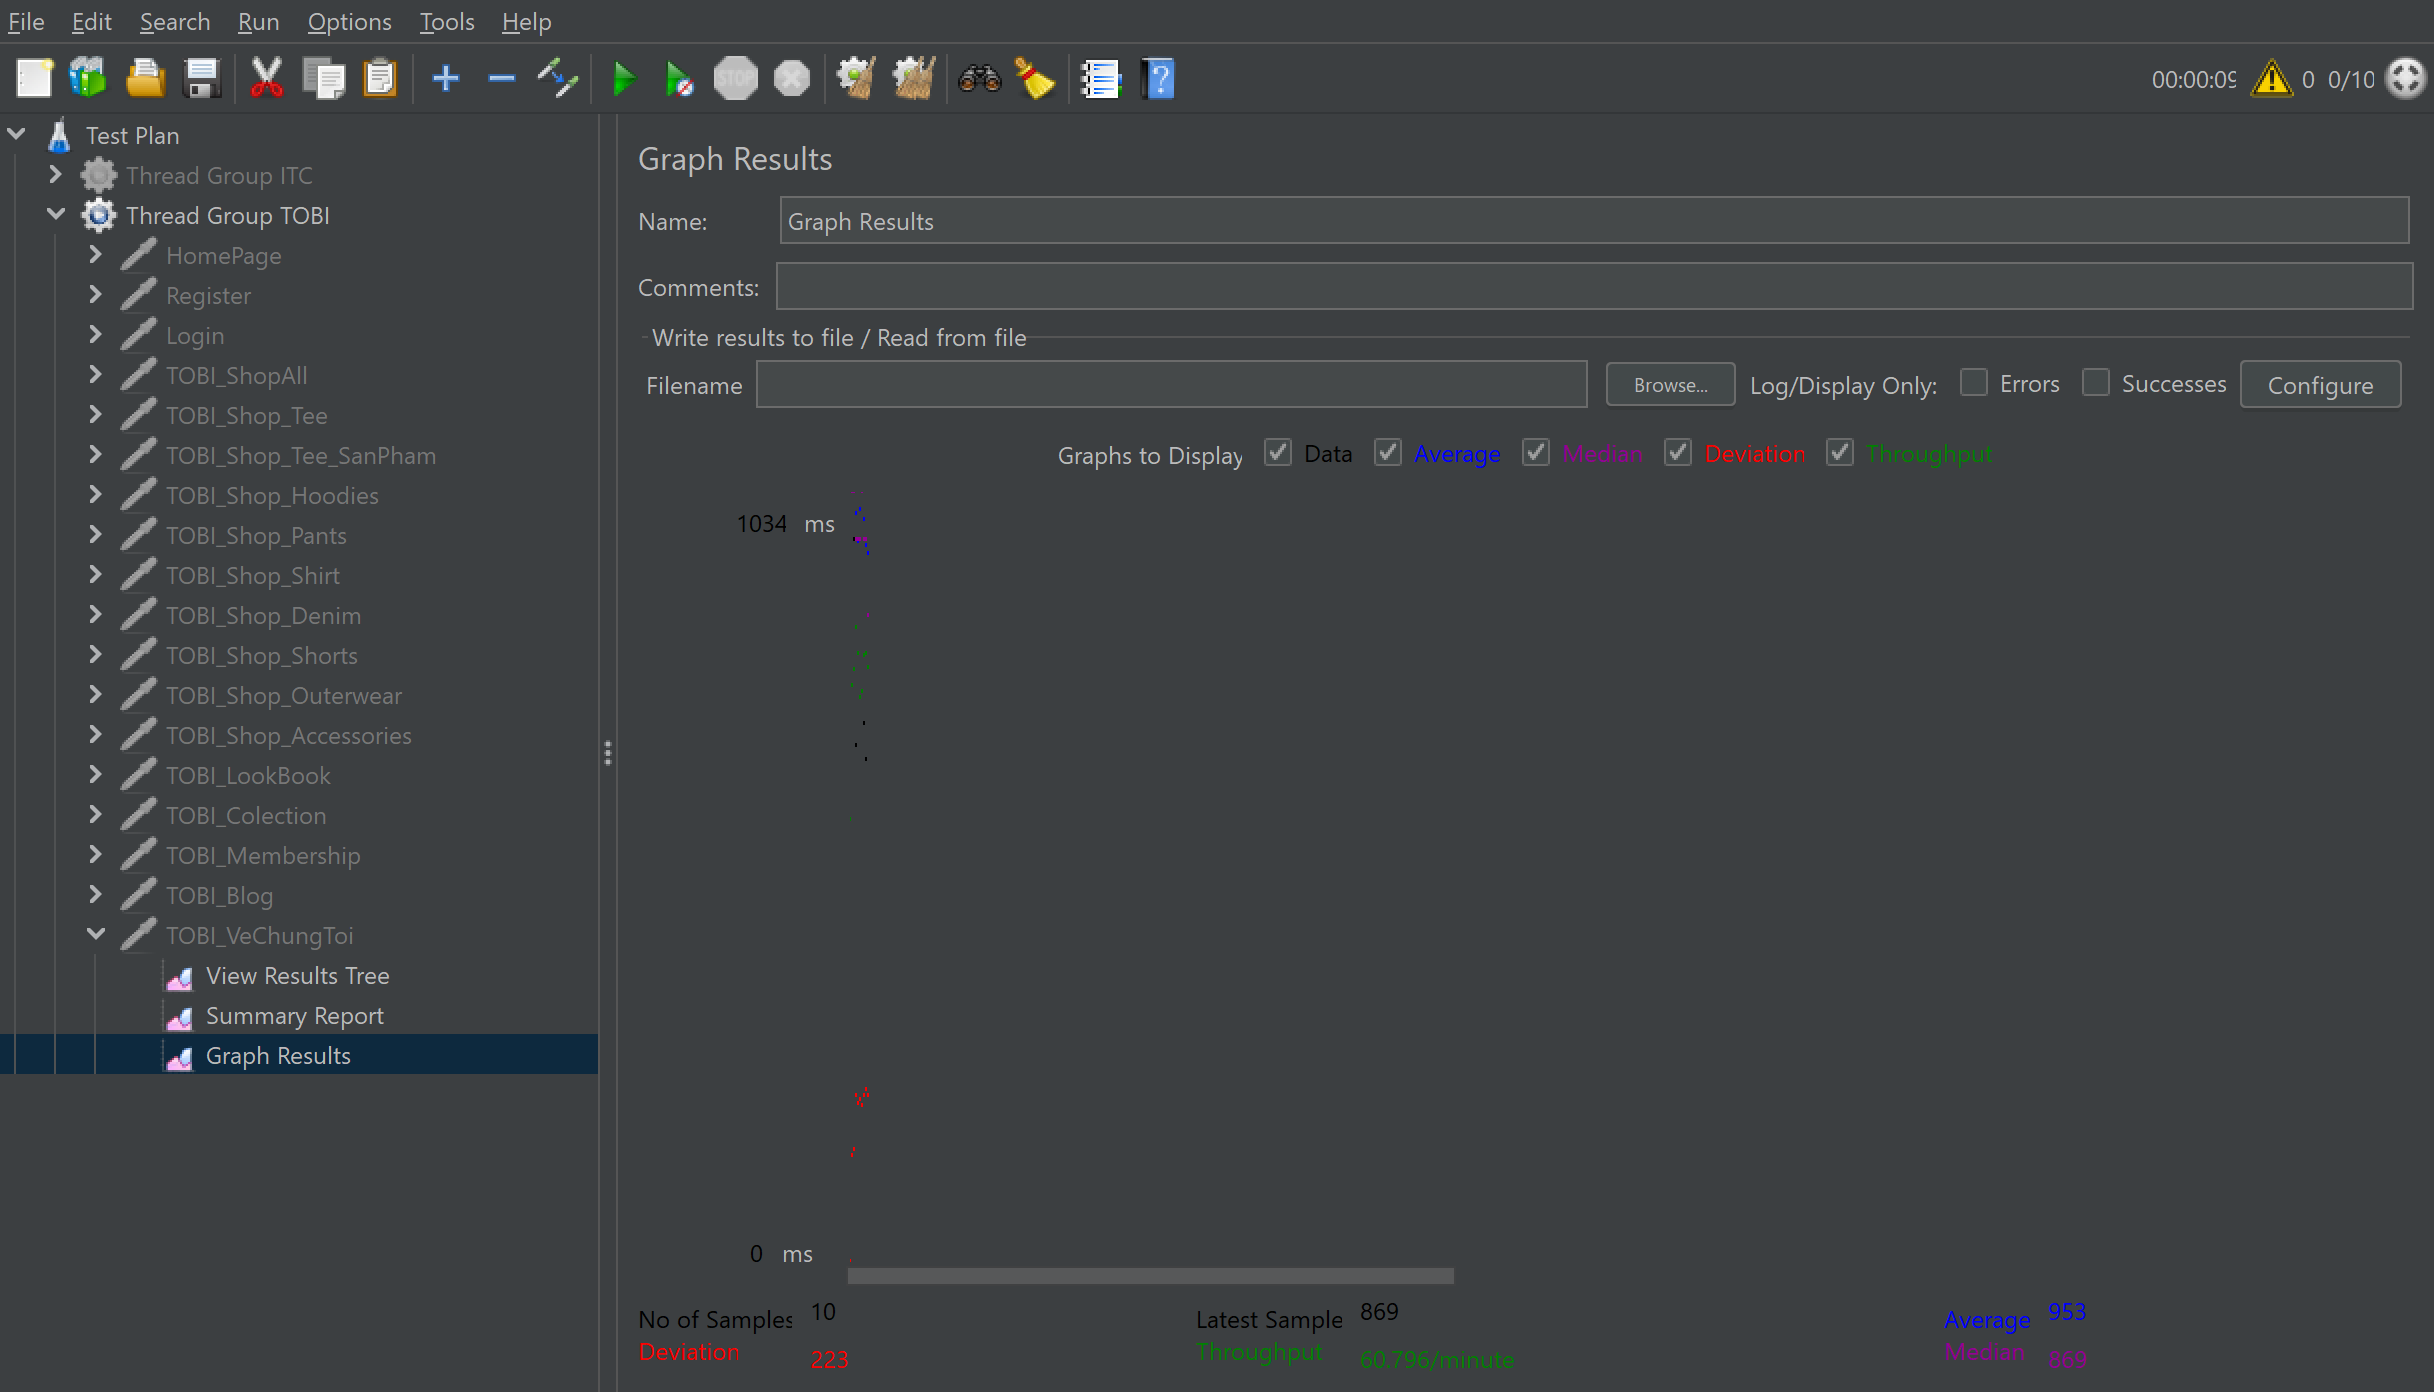 File Edit Search Run Options Tools Help
STOP
00:00:09 0 0/10
Test Plan
Thread Group ITC
Thread Group TOBI
HomePage
Register
Login
TOBI_ShopAll
TOBI_Shop_Tee
TOBI_Shop_Tee_SanPham
TOBI_Shop_Hoodies
TOBI_Shop_Pants
TOBI_Shop_Shirt
TOBI_Shop_Denim
TOBI_Shop_Shorts
TOBI_Shop_Outerwear
TOBI_Shop_Accessories
TOBI_LookBook
TOBI_Colection
TOBI_Membership
TOBI_Blog
TOBI_VeChungToi
View Results Tree
Summary Report
Graph Results
Graph Results
Name: Graph Results
Comments:
Write results to file / Read from file
Filename Browse... Log/Display Only: Errors Successes Configure
Graphs to Display Data Average Median Deviation Throughput
1034 ms
0 ms
No of Samples 10 Latest Sample 869 Average 953
Deviation 223 Throughput 60.796/minute Median 869